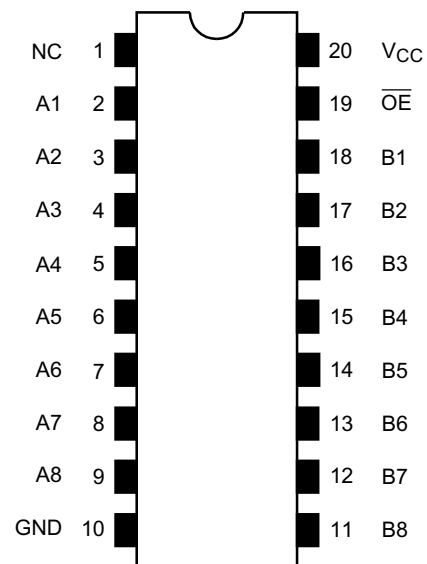 NC 1 20 VCC
A1 2 19 O̅E̅
A2 3 18 B1
A3 4 17 B2
A4 5 16 B3
A5 6 15 B4
A6 7 14 B5
A7 8 13 B6
A8 9 12 B7
GND 10 11 B8